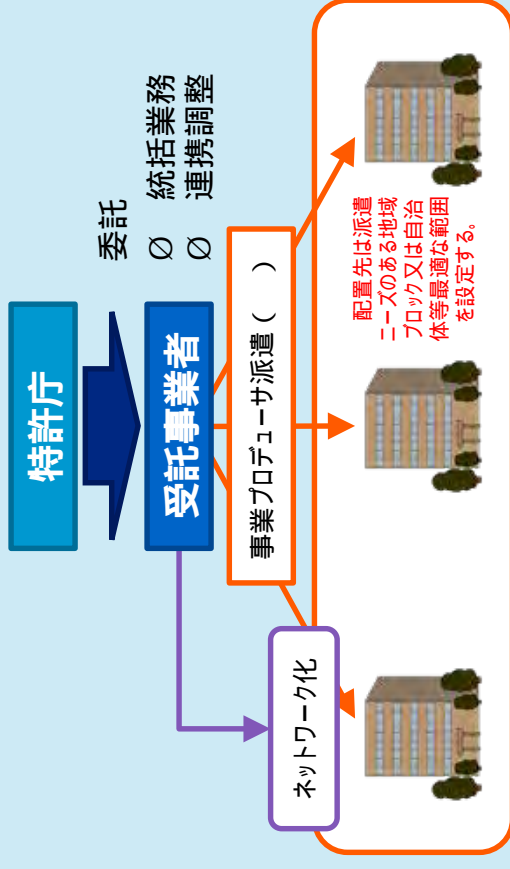 特許庁
委託
受託事業者
Ø 統括業務
Ø 連携調整
事業プロデューサ派遣(　)
ネットワーク化
配置先は派遣
ニーズのある地域
ブロック又は自治
体等最適な範囲
を設定する。